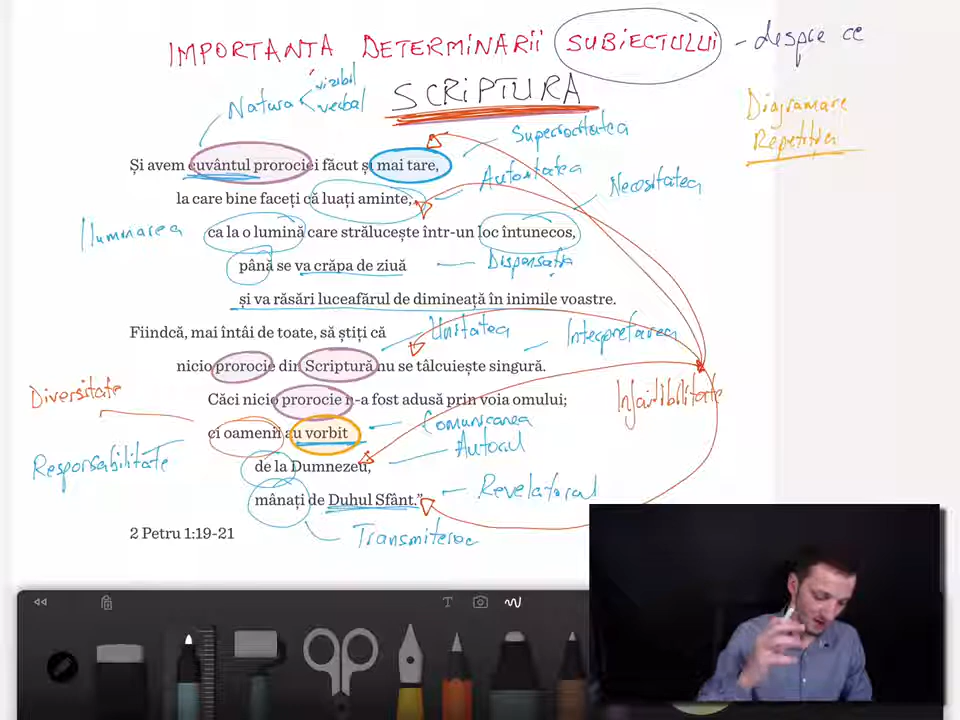 IMPORTANTA DETERMINARII SUBIECTULUI - despre ce
SCRIPTURA
Natura vizibil
verbal
Diagramare
Repetitia
Superioritatea
Și avem cuvântul prorociei făcut și mai tare,
Autoritatea
Necesitatea
la care bine faceți că luați aminte,
Iluminarea
ca la o lumină care strălucește într-un loc întunecos,
până se va crăpa de ziuă
Dispensația
și va răsări luceafărul de dimineață în inimile voastre.
Fiindcă, mai întâi de toate, să știți că
Unitatea
Interpretarea
nicio prorocie din Scriptură nu se tâlcuiește singură.
Diversitate
Infailibilitate
Căci nicio prorocie n-a fost adusă prin voia omului;
Comunicarea
ci oamenii au vorbit
Autorul
Responsabilitate
de la Dumnezeu,
Revelatorul
mânați de Duhul Sfânt."
2 Petru 1:19-21
T